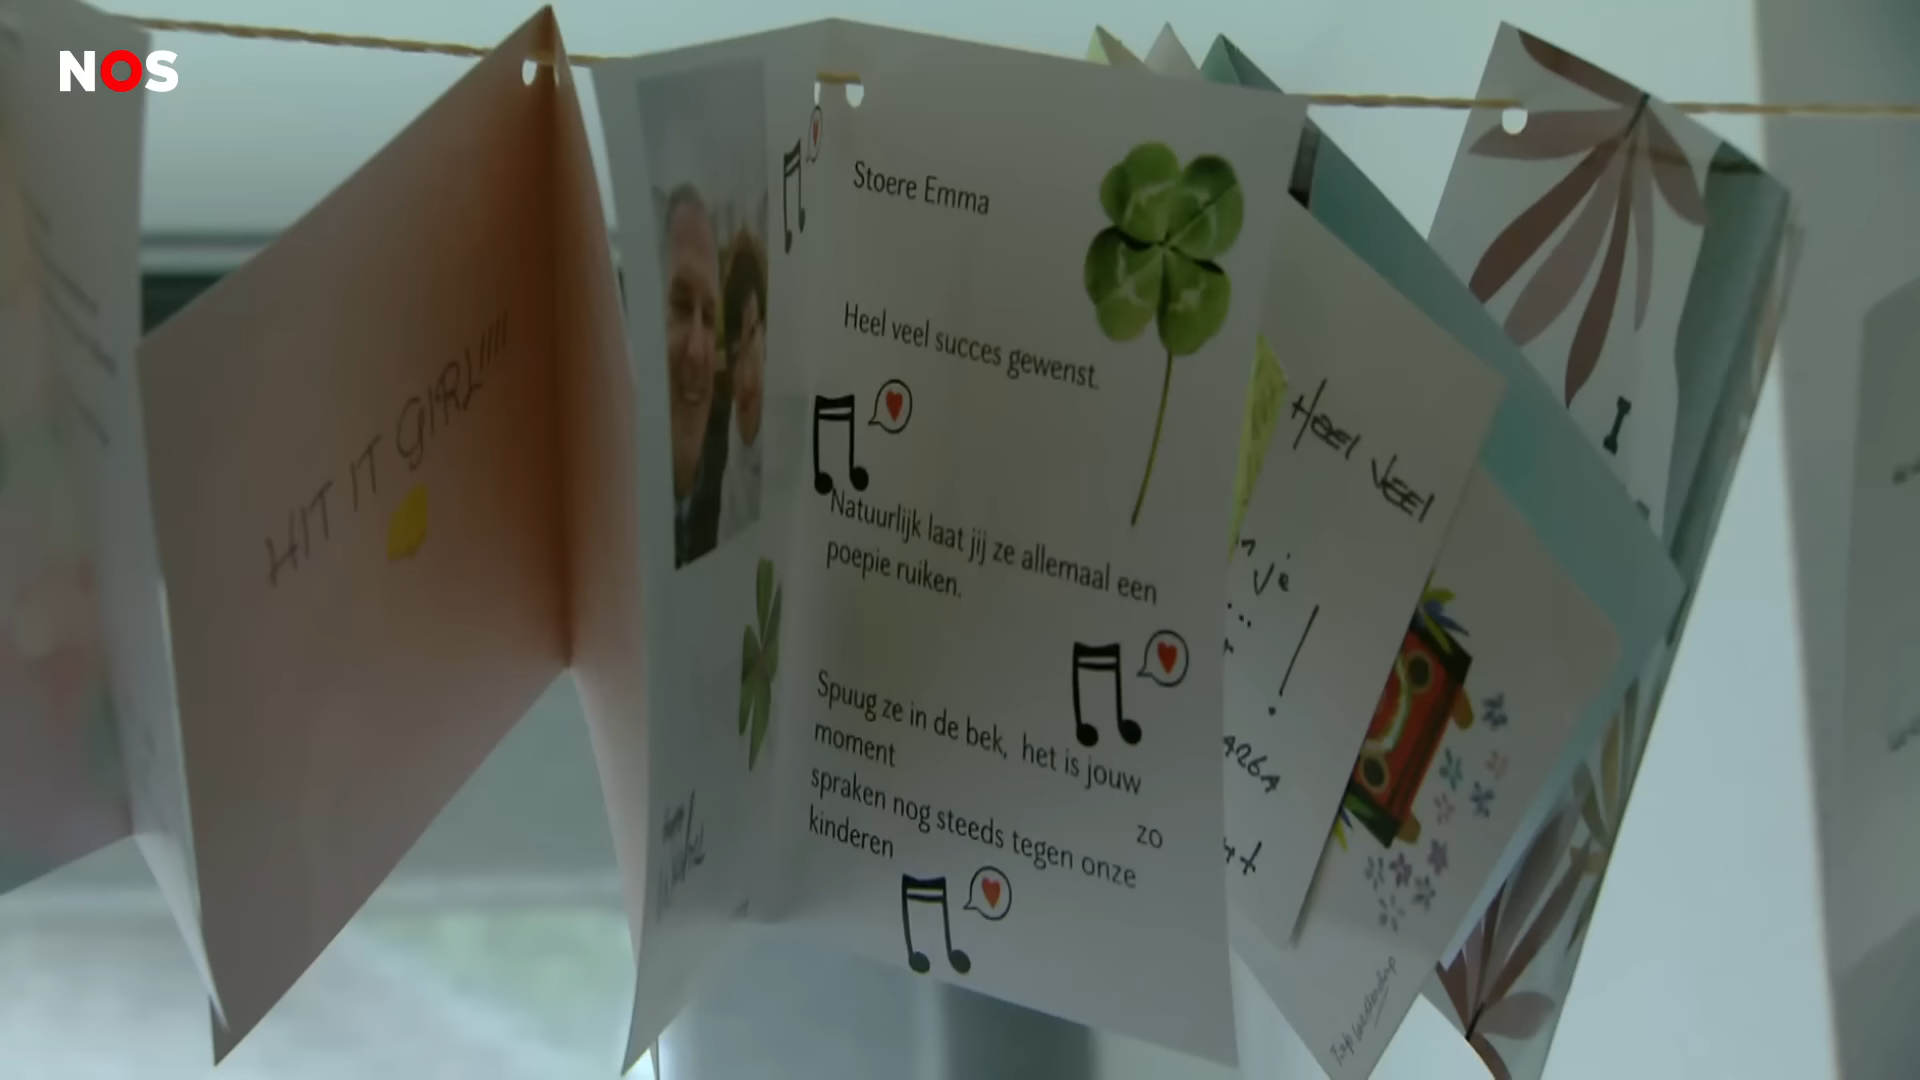 NOS
HIT IT GIRL!!!!
Stoere Emma
Heel veel succes gewenst.
Natuurlijk laat jij ze allemaal een
poepie ruiken.
Spuug ze in de bek, het is jouw
moment
zo
spraken nog steeds tegen onze
kinderen
HEEL VEEL